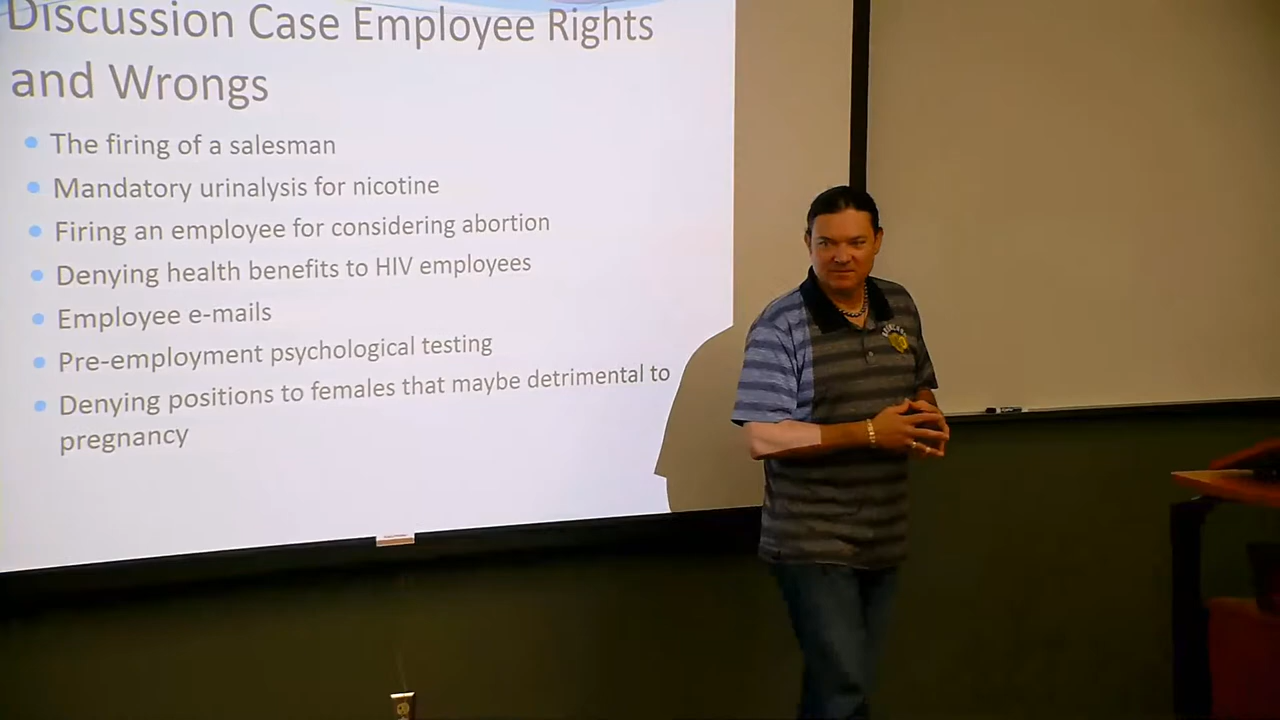 Discussion Case Employee Rights
and Wrongs
The firing of a salesman
Mandatory urinalysis for nicotine
Firing an employee for considering abortion
Denying health benefits to HIV employees
Employee e-mails
Pre-employment psychological testing
Denying positions to females that maybe detrimental to
pregnancy